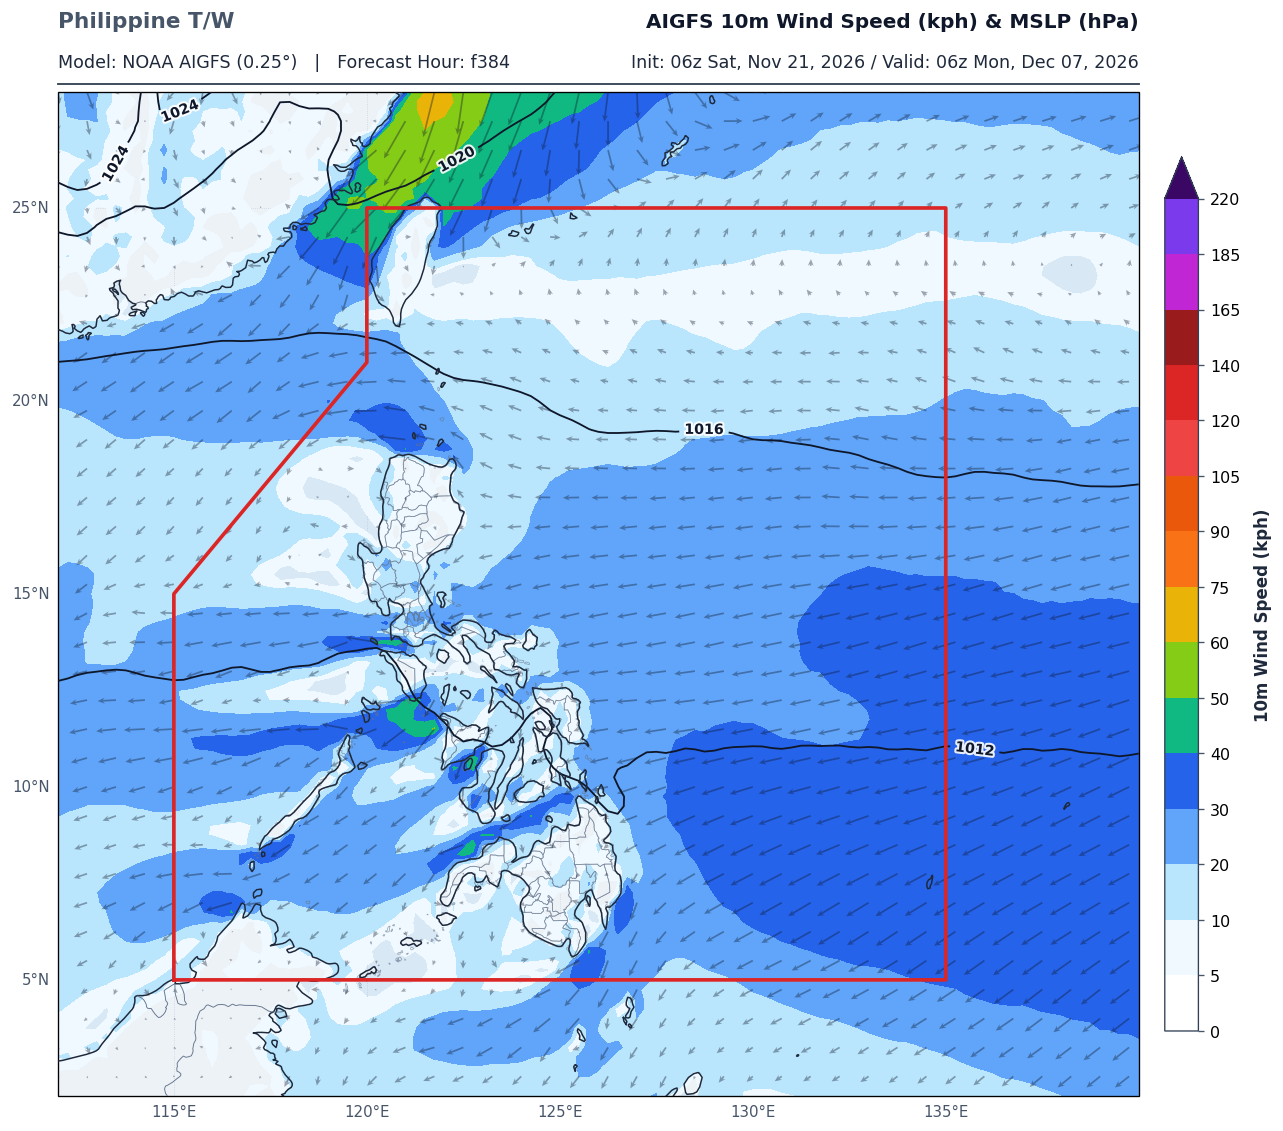 Philippine T/W
AIGFS 10m Wind Speed (kph) & MSLP (hPa)
Model: NOAA AIGFS (0.25°)   |   Forecast Hour: f384
Init: 06z Sat, Nov 21, 2026 / Valid: 06z Mon, Dec 07, 2026
1024
1024
1020
1016
1012
25°N
20°N
15°N
10°N
5°N
115°E
120°E
125°E
130°E
135°E
220
185
165
140
120
105
90
75
60
50
40
30
20
10
5
0
10m Wind Speed (kph)